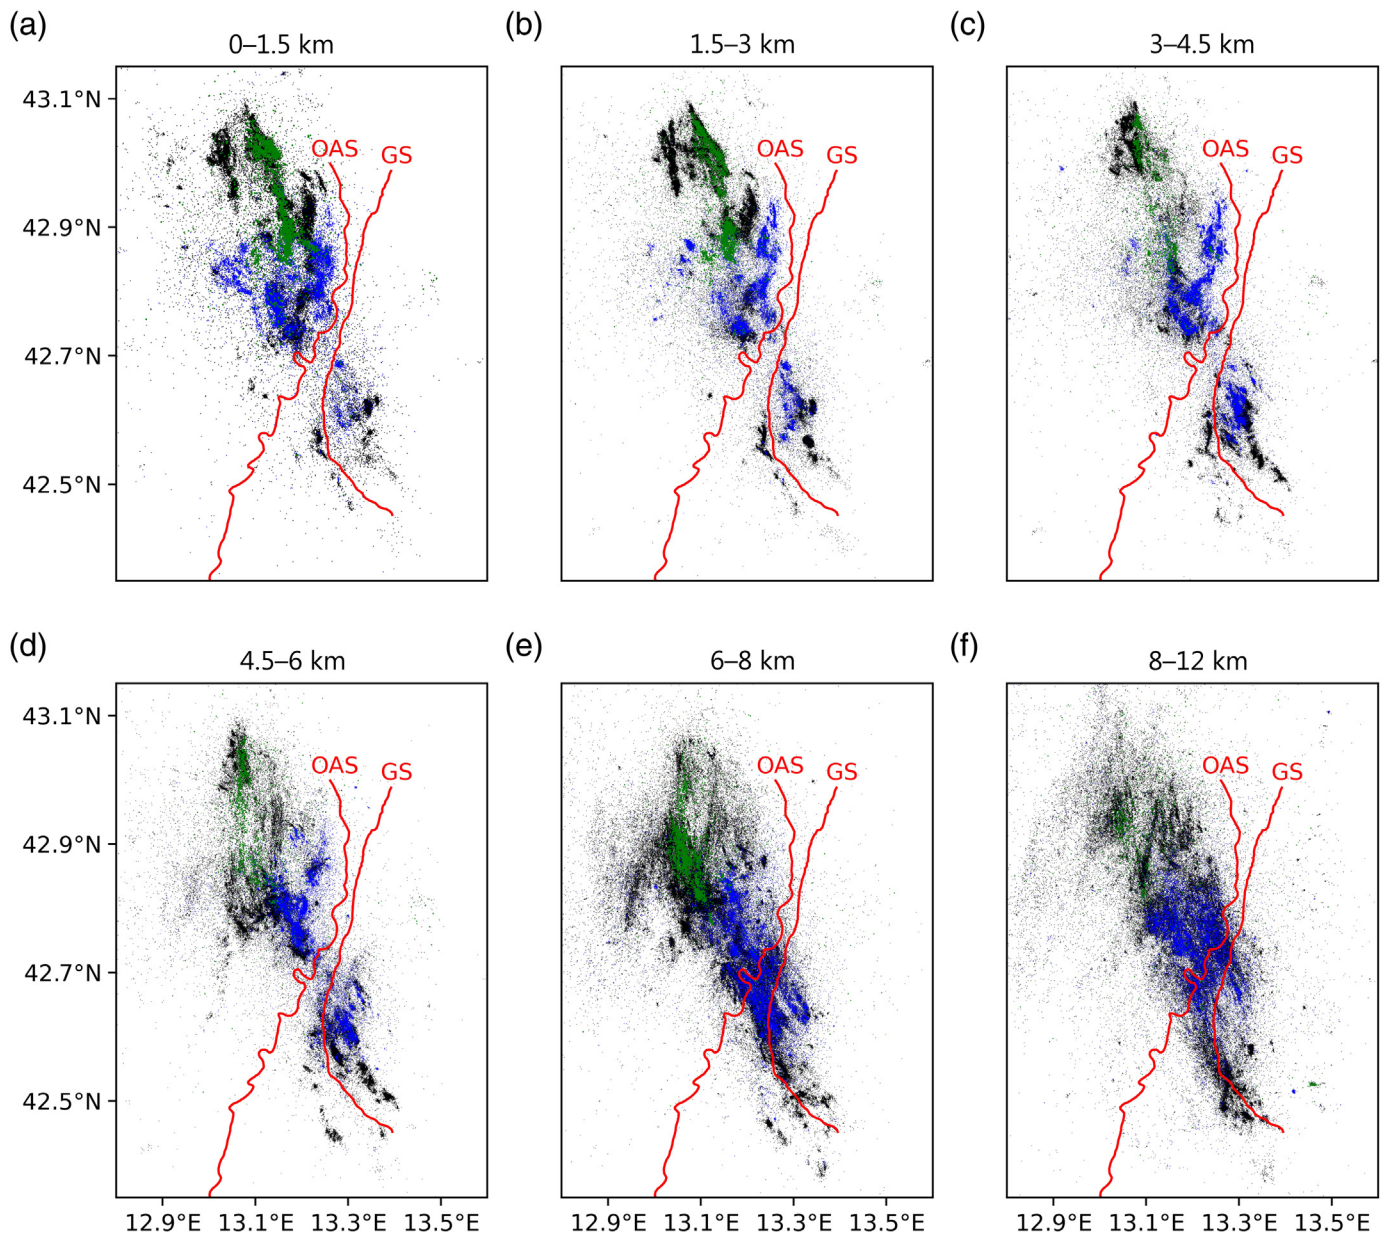 (a)
0–1.5 km
(b)
1.5–3 km
(c)
3–4.5 km
43.1°N
42.9°N
42.7°N
42.5°N
OAS
GS
OAS
GS
OAS
GS
(d)
4.5–6 km
(e)
6–8 km
(f)
8–12 km
43.1°N
42.9°N
42.7°N
42.5°N
OAS
GS
OAS
GS
OAS
GS
12.9°E 13.1°E 13.3°E 13.5°E
12.9°E 13.1°E 13.3°E 13.5°E
12.9°E 13.1°E 13.3°E 13.5°E